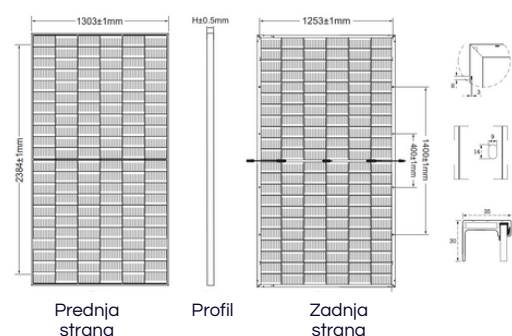 1303±1mm
H±0.5mm
1253±1mm
2384±1mm
400±1mm
1400±1mm
3
9
14
35
30
Prednja
strana
Profil
Zadnja
strana